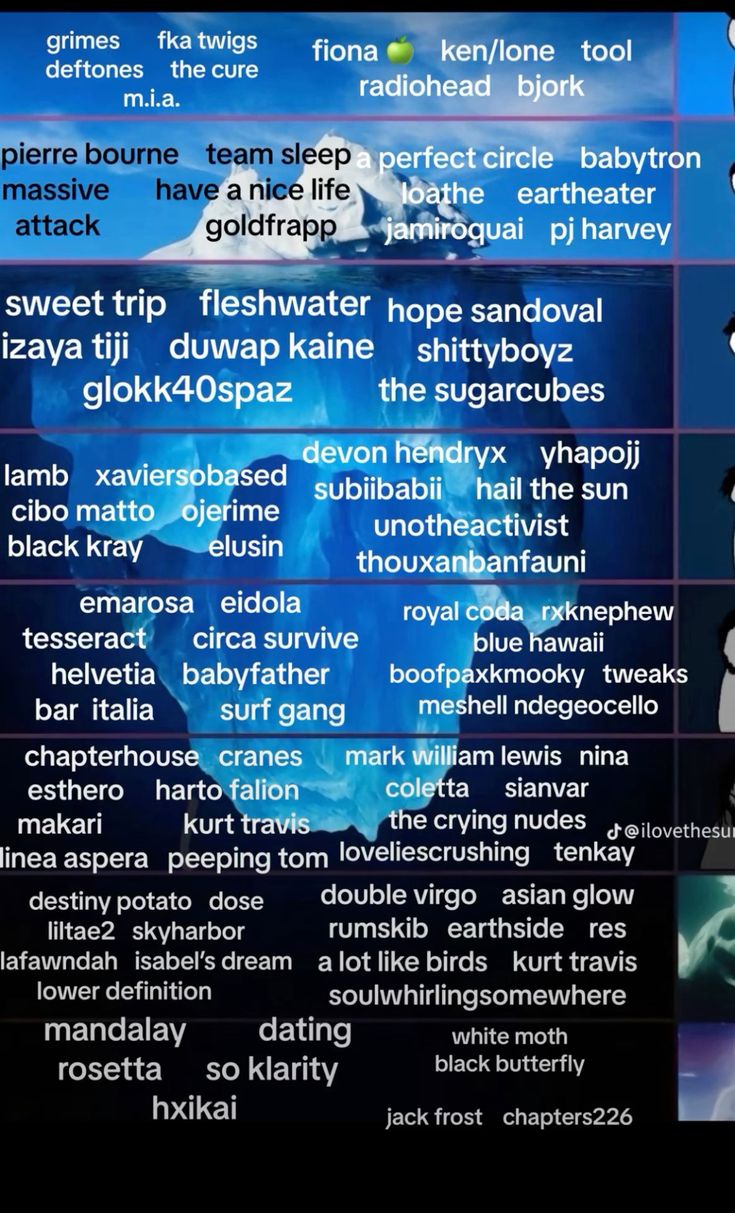 grimes fka twigs
deftones the cure
m.i.a.
fiona 🍏 ken/lone tool
radiohead bjork
pierre bourne team sleep
massive have a nice life
attack goldfrapp
a perfect circle babytron
loathe eartheater
jamiroquai pj harvey
sweet trip fleshwater
izaya tiji duwap kaine
glokk40spaz
hope sandoval
shittyboyz
the sugarcubes
lamb xaviersobased
cibo matto ojerime
black kray elusin
devon hendryx yhapojj
subiibabii hail the sun
unotheactivist
thouxanbanfauni
emarosa eidola
tesseract circa survive
helvetia babyfather
bar italia surf gang
royal coda rxknephew
blue hawaii
boofpaxkmooky tweaks
meshell ndegeocello
chapterhouse cranes
esthero harto falion
makari kurt travis
linea aspera peeping tom
mark william lewis nina
coletta sianvar
the crying nudes
loveliescrushing tenkay
@ilovethesur
destiny potato dose
liltae2 skyharbor
lafawndah isabel's dream
lower definition
double virgo asian glow
rumskib earthside res
a lot like birds kurt travis
soulwhirlingsomewhere
mandalay dating
rosetta so klarity
hxikai
white moth
black butterfly
jack frost chapters226